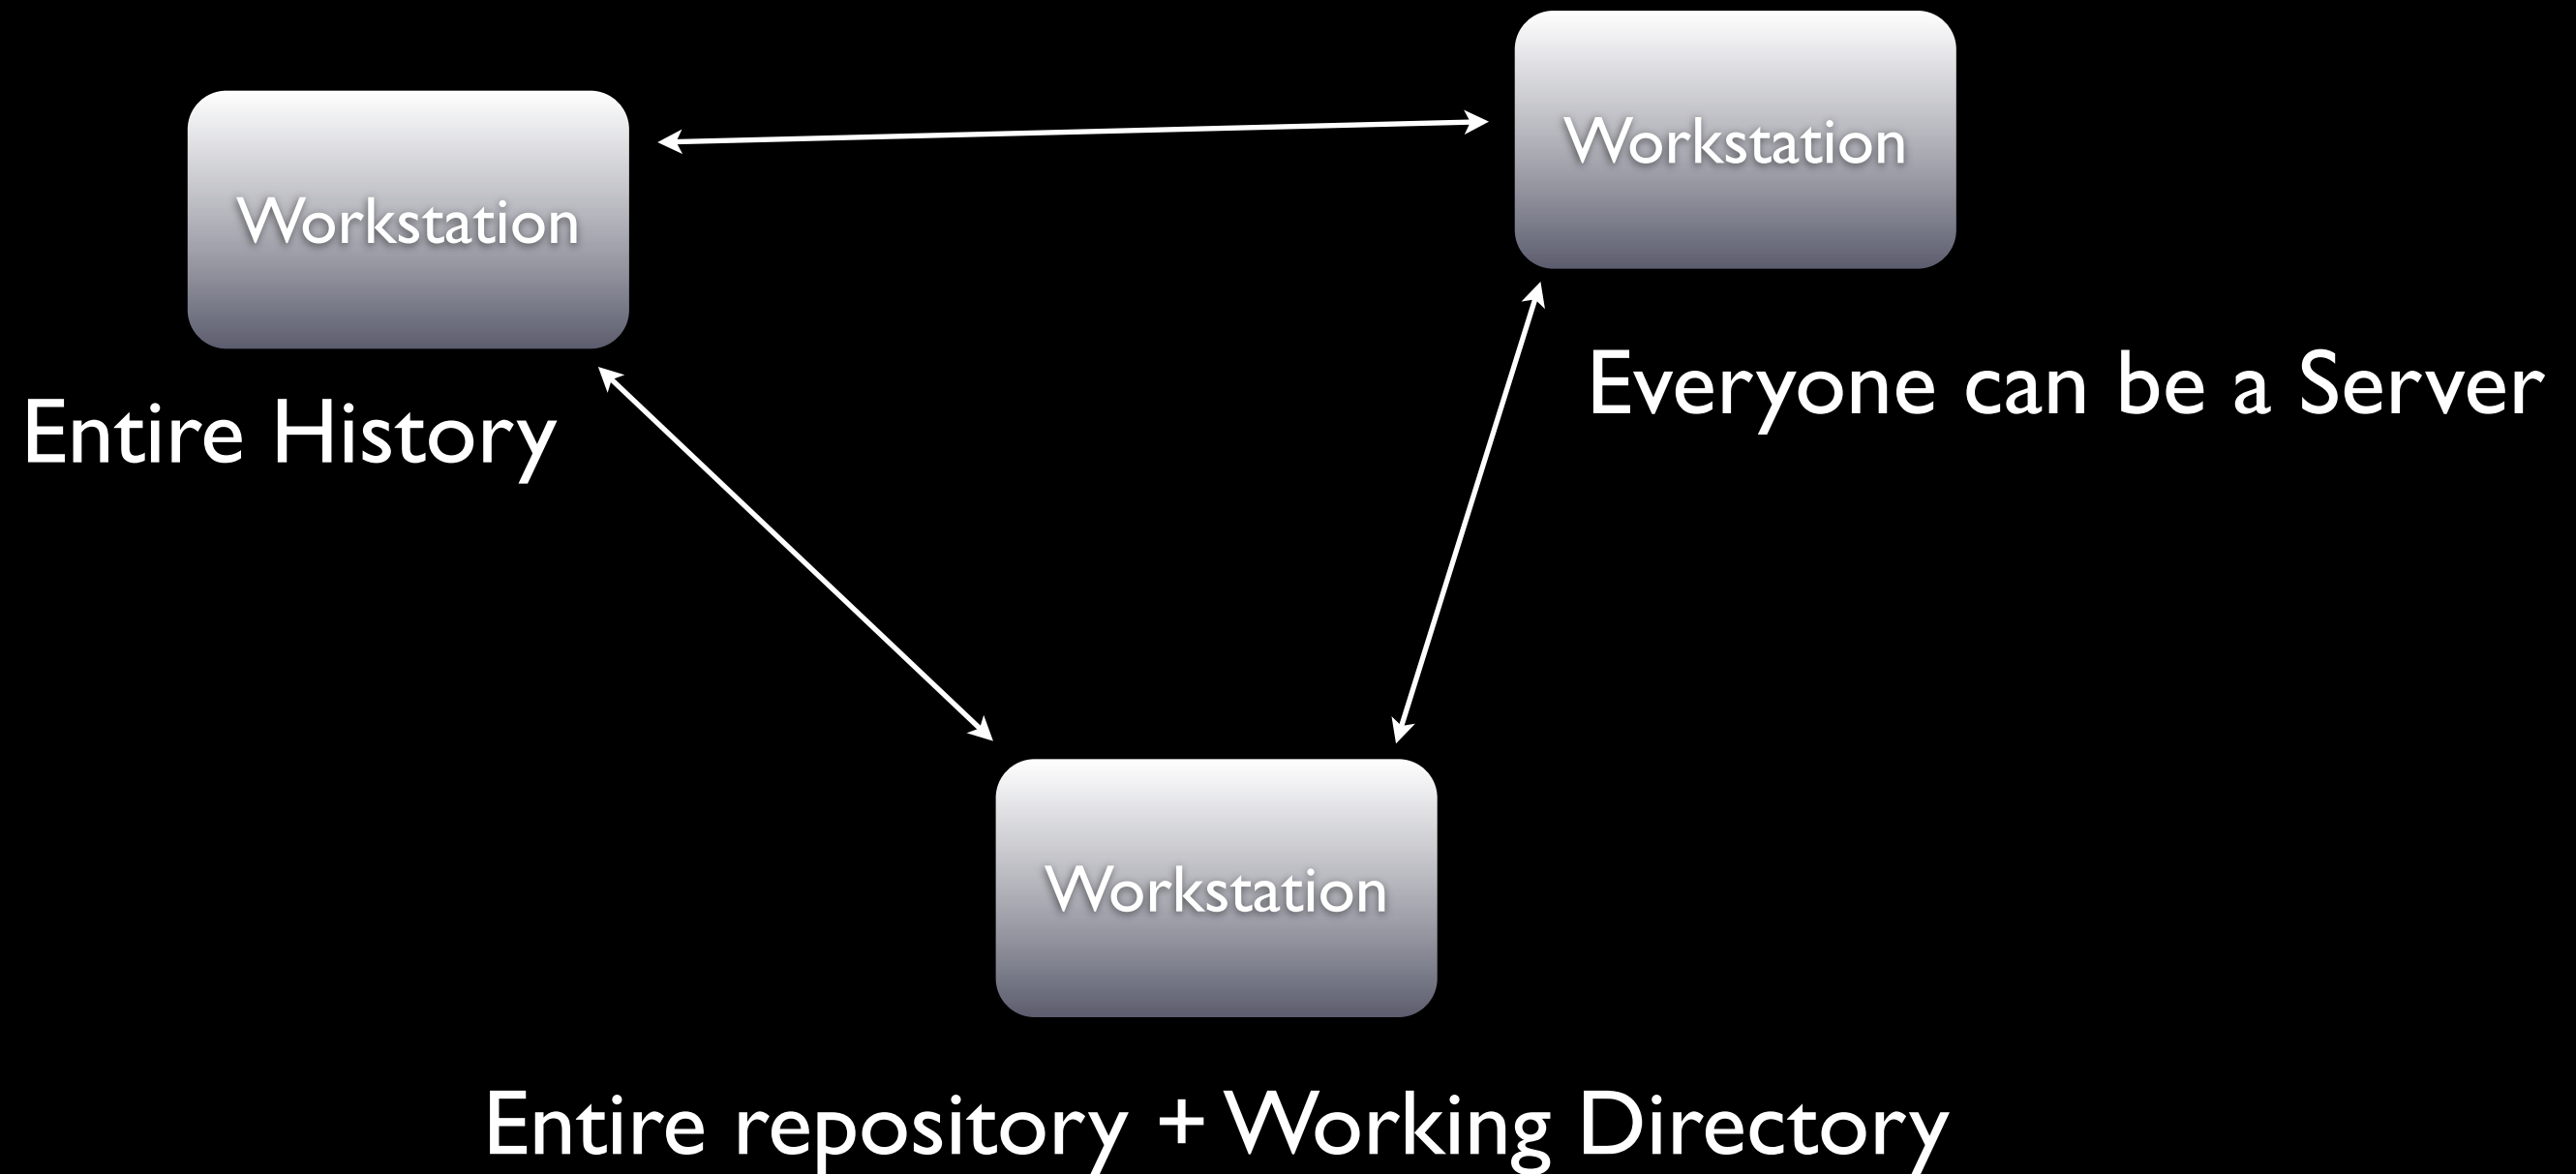 Workstation
Workstation
Entire History
Everyone can be a Server
Workstation
Entire repository + Working Directory